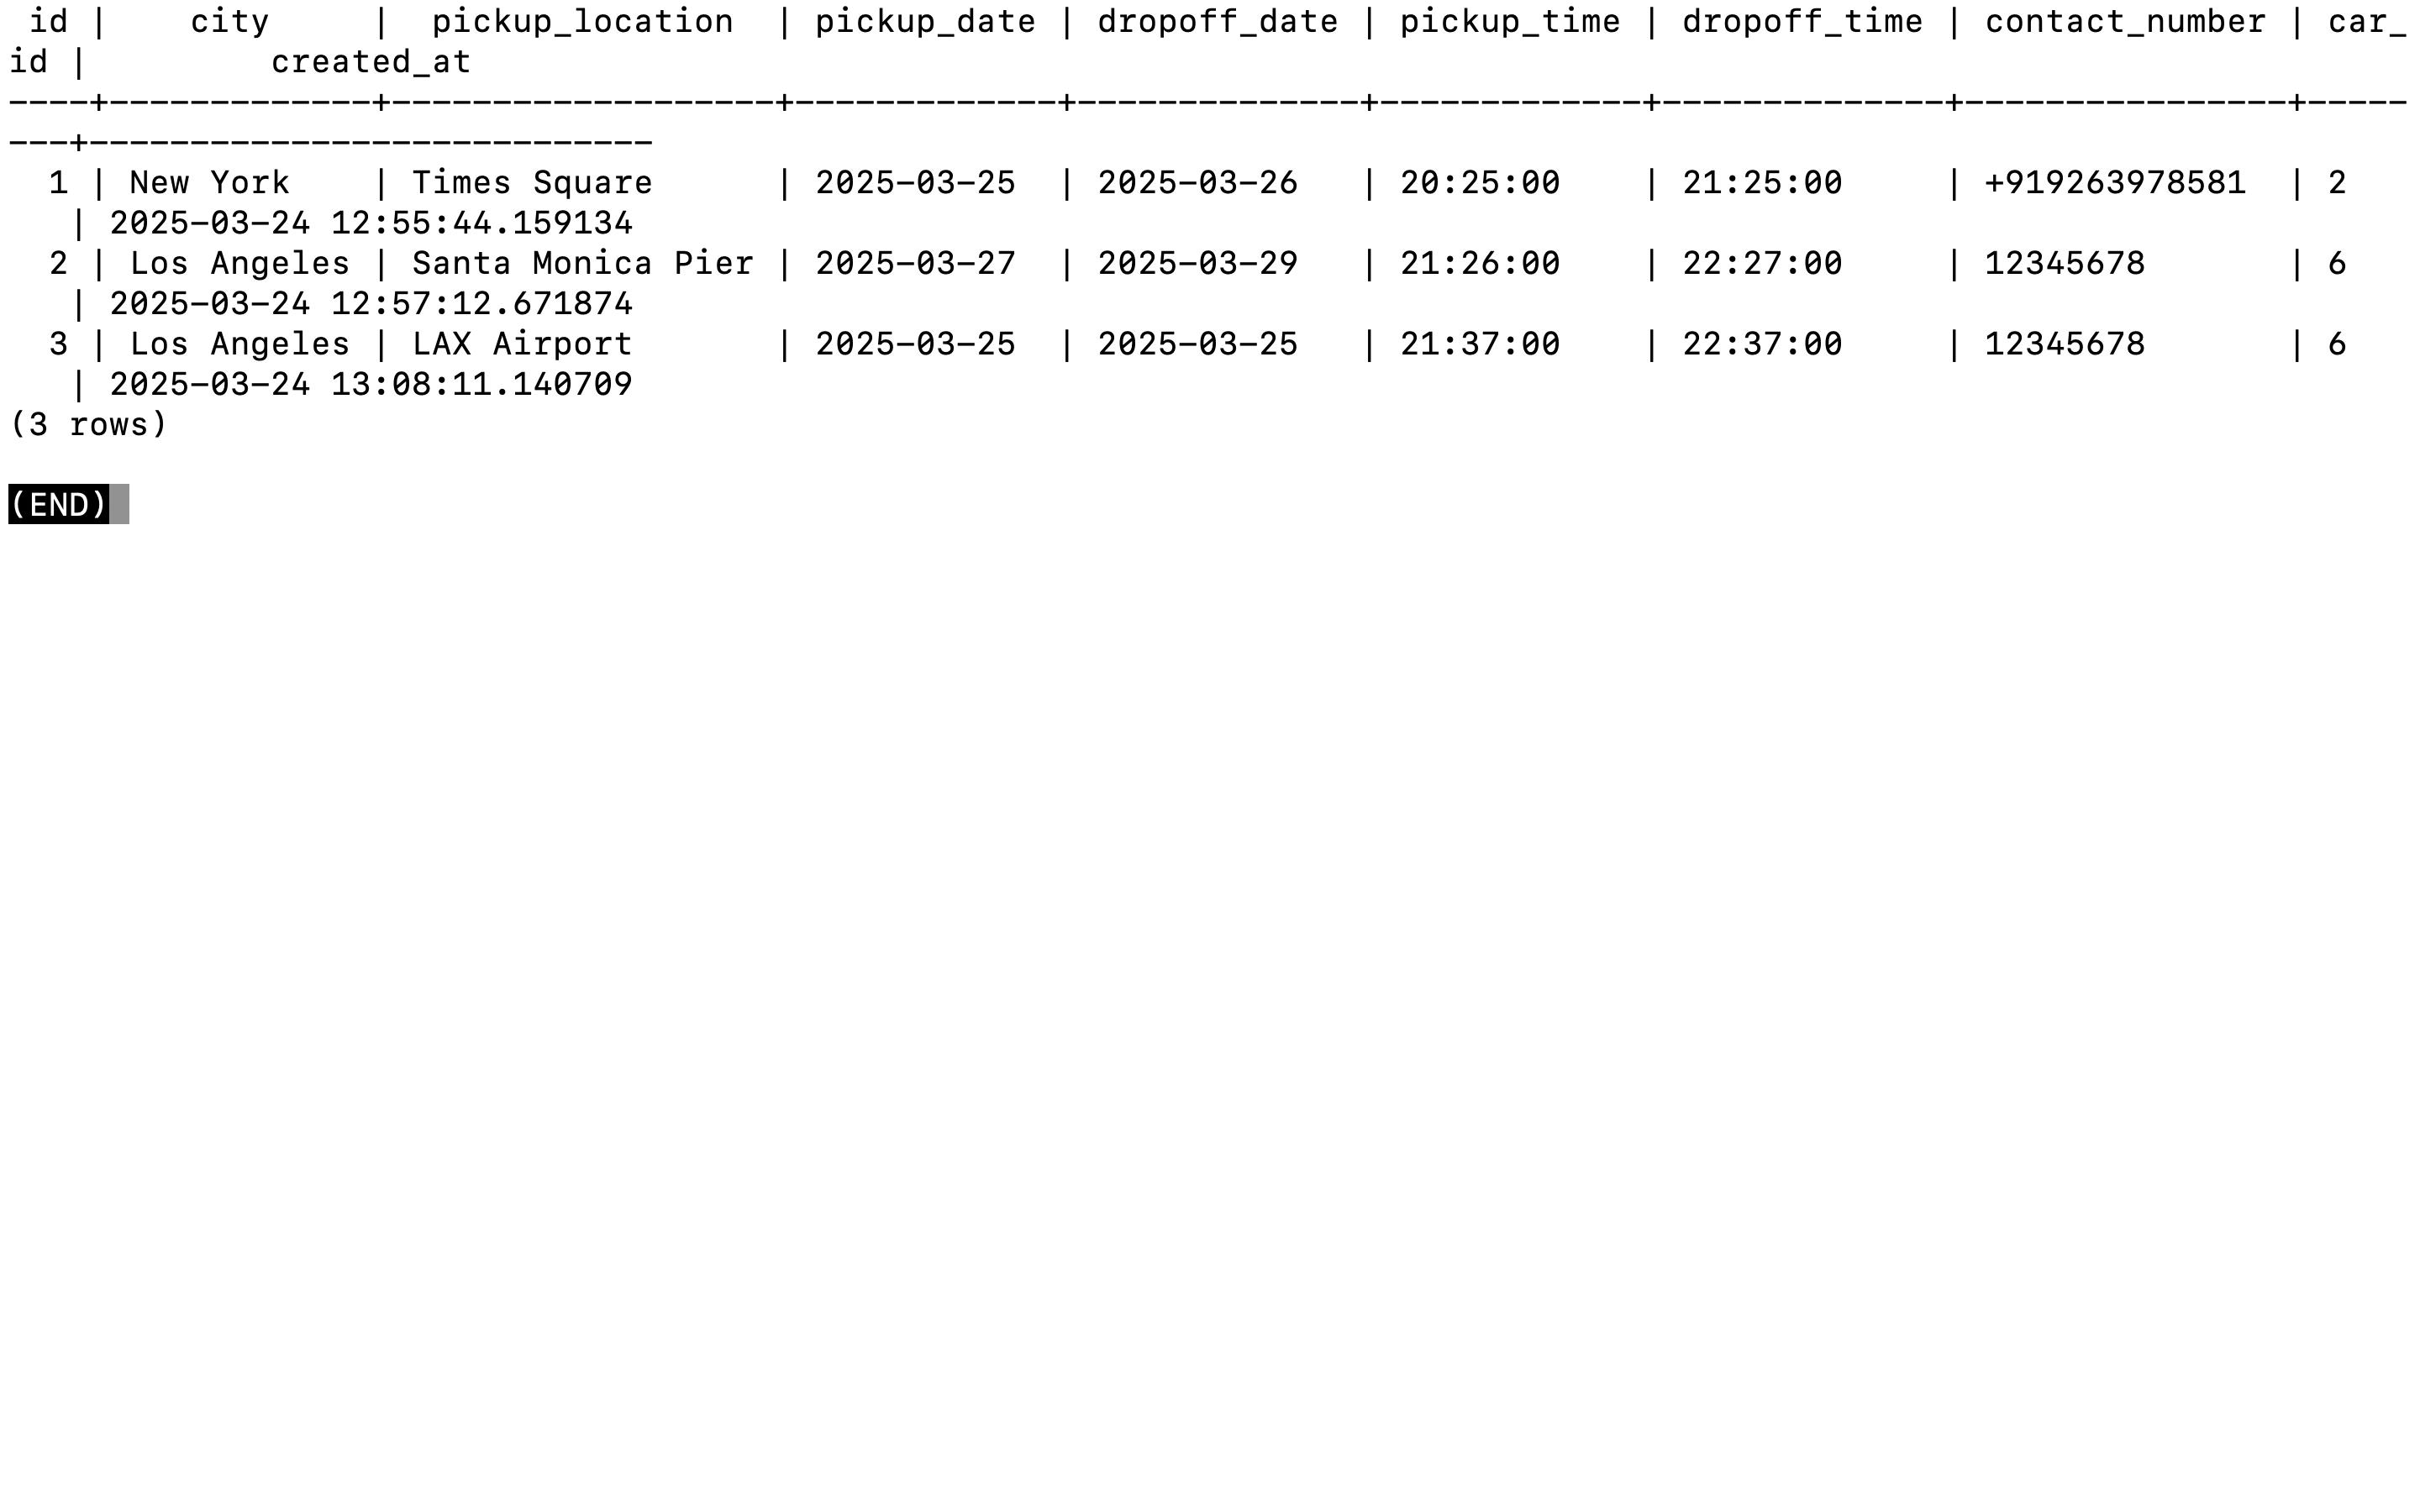 id |    city     |  pickup_location  | pickup_date | dropoff_date | pickup_time | dropoff_time | contact_number | car_
id |         created_at
----+-------------+-------------------+-------------+--------------+-------------+--------------+----------------+-----
---+----------------------------
  1 | New York    | Times Square      | 2025-03-25  | 2025-03-26   | 20:25:00    | 21:25:00     | +919263978581  | 2
   | 2025-03-24 12:55:44.159134
  2 | Los Angeles | Santa Monica Pier | 2025-03-27  | 2025-03-29   | 21:26:00    | 22:27:00     | 12345678       | 6
   | 2025-03-24 12:57:12.671874
  3 | Los Angeles | LAX Airport       | 2025-03-25  | 2025-03-25   | 21:37:00    | 22:37:00     | 12345678       | 6
   | 2025-03-24 13:08:11.140709
(3 rows)

(END)